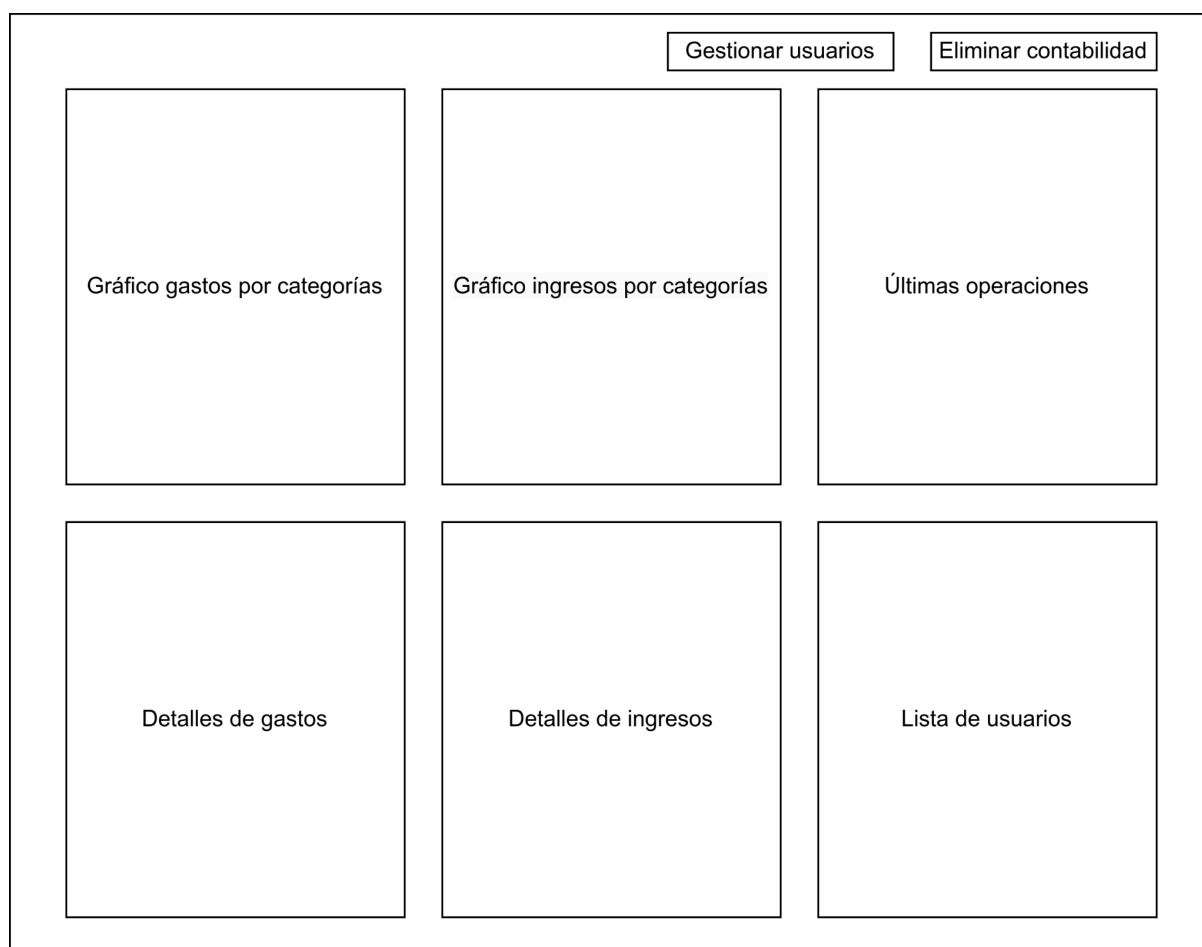 Gestionar usuarios
Eliminar contabilidad
Gráfico gastos por categorías
Gráfico ingresos por categorías
Últimas operaciones
Detalles de gastos
Detalles de ingresos
Lista de usuarios